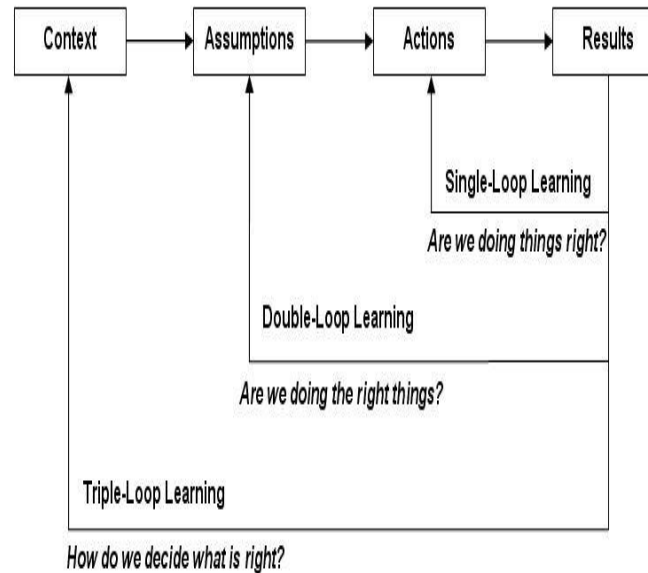 Context
Assumptions
Actions
Results
Single-Loop Learning
Are we doing things right?
Double-Loop Learning
Are we doing the right things?
Triple-Loop Learning
How do we decide what is right?